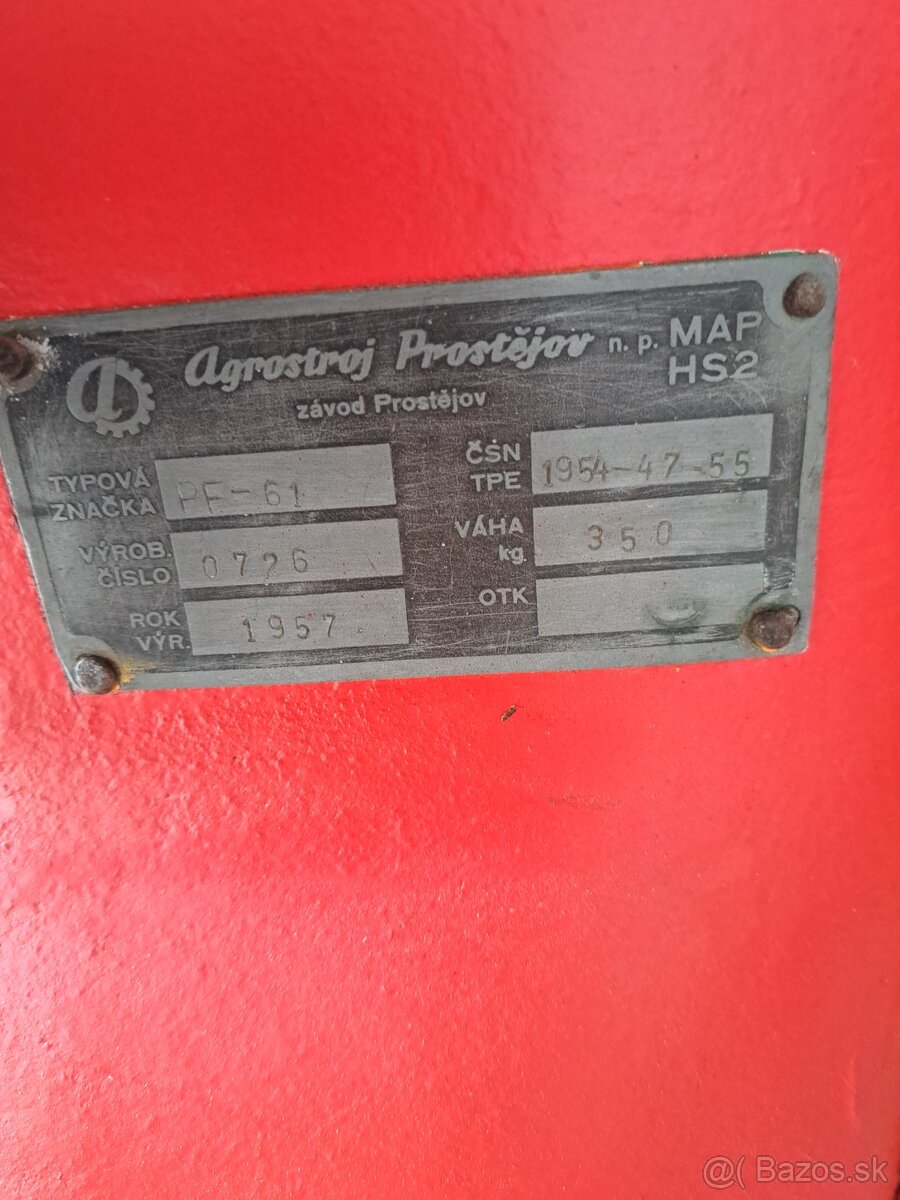 Agrostroj Prostějov n. p. MAP
HS2
závod Prostějov
TYPOVÁ
ZNAČKA PF-61
ČSN
TPE 1954-47-55
VÝROB.
ČÍSLO 0726
VÁHA
kg. 350
ROK
VÝR. 1957
OTK
@( Bazos.sk